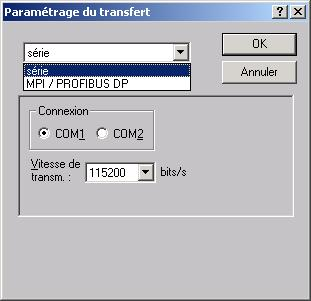 Paramétrage du transfert
série
OK
série
MPI / PROFIBUS DP
Annuler
Connexion
COM1
COM2
Vitesse de
transm. :
115200
bits/s